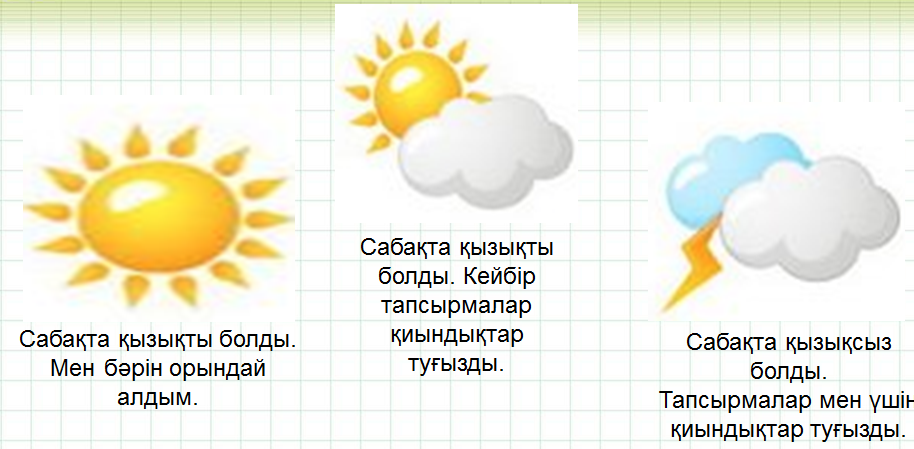 Сабақта қызықты болды.
Мен бәрін орындай
алдым.
Сабақта қызықты
болды. Кейбір
тапсырмалар
қиындықтар
туғызды.
Сабақта қызықсыз
болды.
Тапсырмалар мен үшін
қиындықтар туғызды.